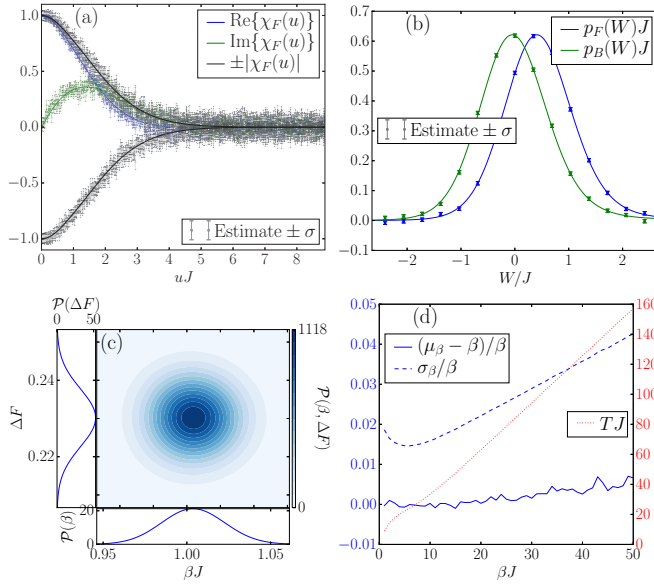 (a)
Re{χ_F(u)}
Im{χ_F(u)}
±|χ_F(u)|
Estimate ± σ
1.0
0.5
0.0
−0.5
−1.0
0 1 2 3 4 5 6 7 8
uJ
(b)
p_F(W)J
p_B(W)J
Estimate ± σ
0.7
0.6
0.5
0.4
0.3
0.2
0.1
0.0
−0.1
−2 −1 0 1 2
W/J
P(ΔF)
0 50
(c)
1118
0
P(β, ΔF)
ΔF
0.24
0.22
P(β)
20
0
0.95 1.00 1.05
βJ
(d)
(μ_β − β)/β
σ_β/β
TJ
0.05
0.04
0.03
0.02
0.01
0.00
−0.01
160
140
120
100
80
60
40
20
0
0 10 20 30 40 50
βJ